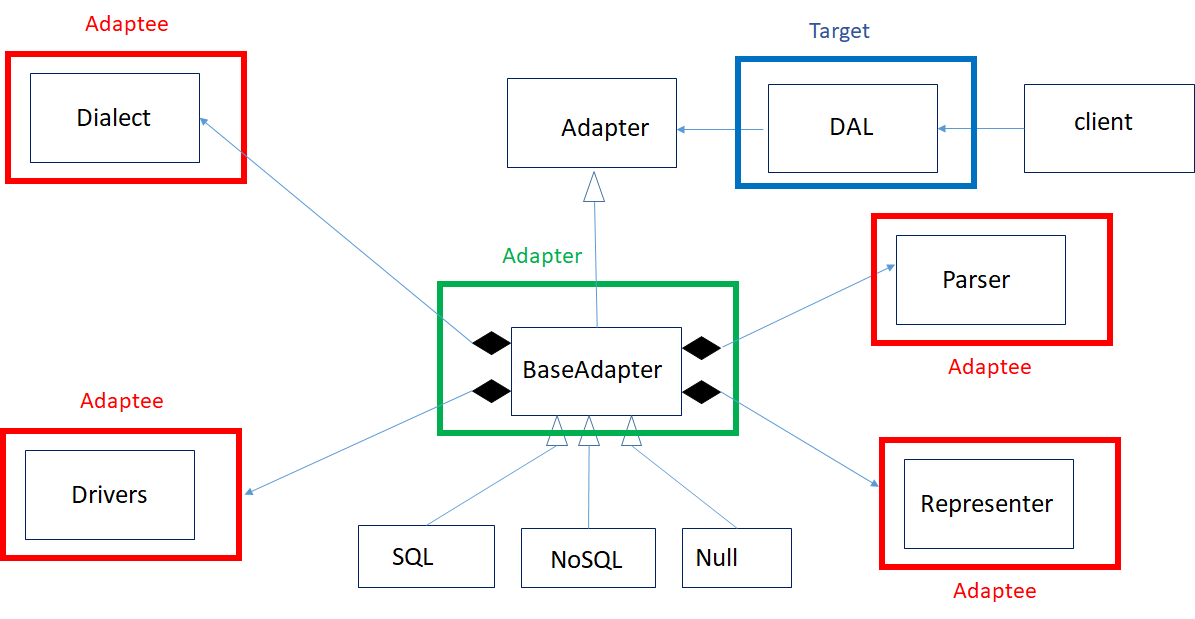 Adaptee
Target
Dialect
Adapter
DAL
client
Adapter
Parser
BaseAdapter
Adaptee
Adaptee
Drivers
Representer
SQL
NoSQL
Null
Adaptee